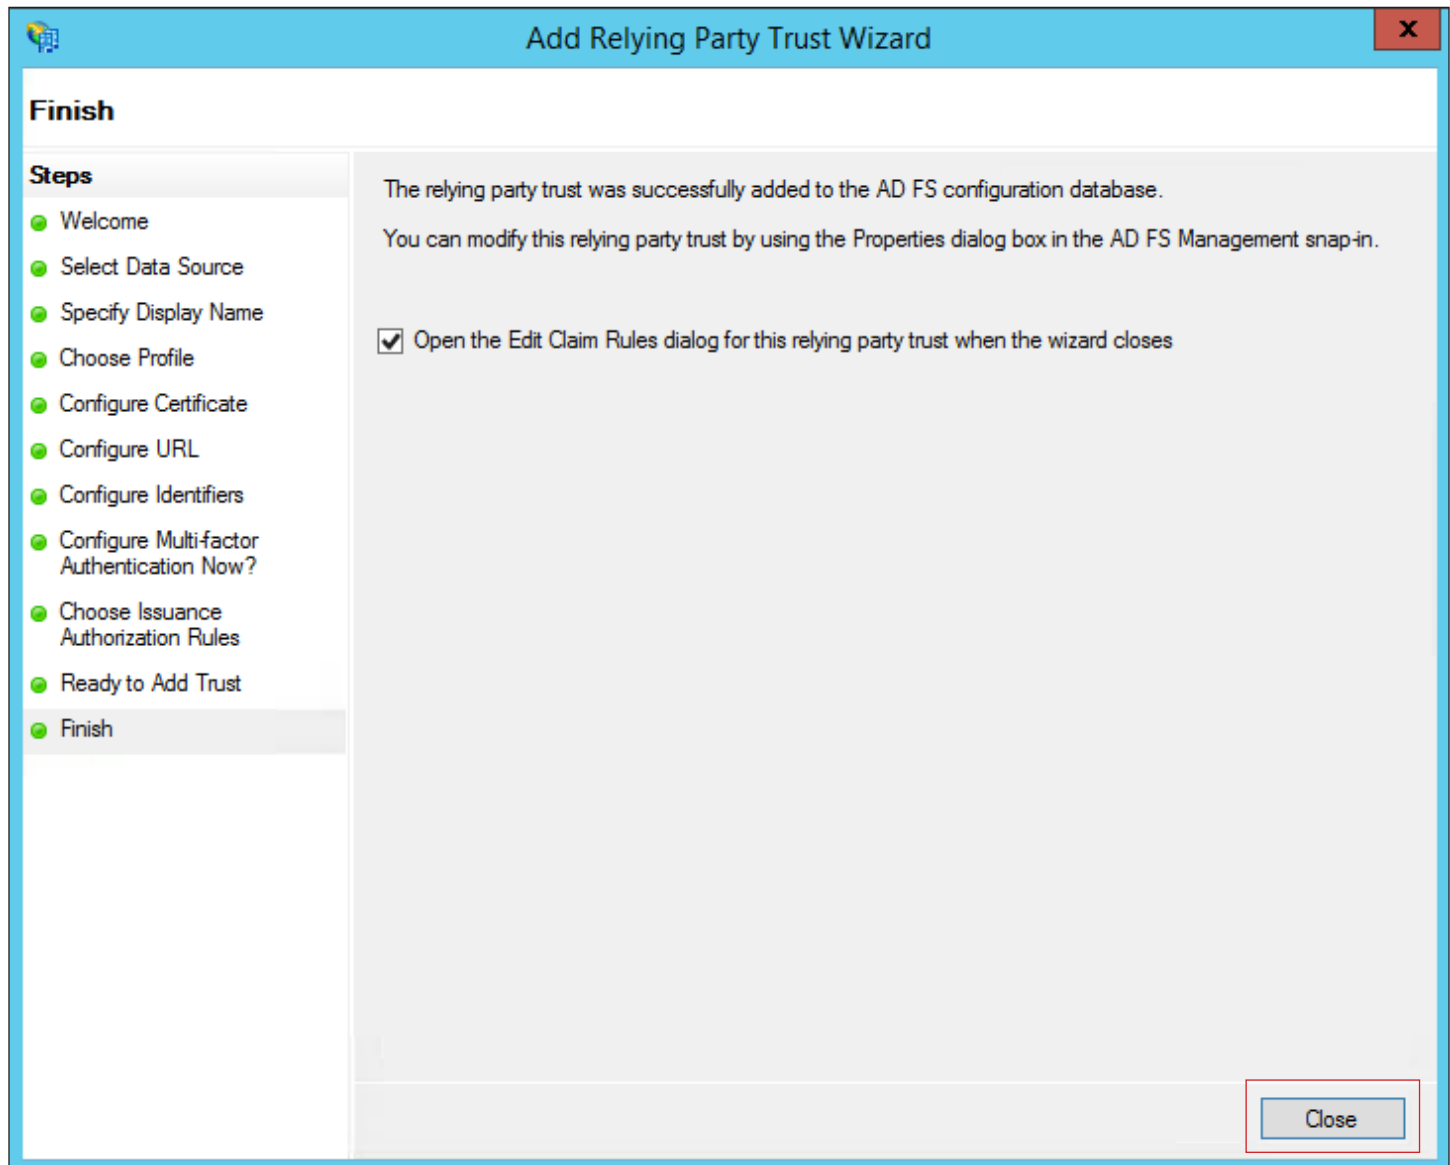 Add Relying Party Trust Wizard
X
Finish
Steps
Welcome
Select Data Source
Specify Display Name
Choose Profile
Configure Certificate
Configure URL
Configure Identifiers
Configure Multi-factor
Authentication Now?
Choose Issuance
Authorization Rules
Ready to Add Trust
Finish
The relying party trust was successfully added to the AD FS configuration database.
You can modify this relying party trust by using the Properties dialog box in the AD FS Management snap-in.
Open the Edit Claim Rules dialog for this relying party trust when the wizard closes
Close